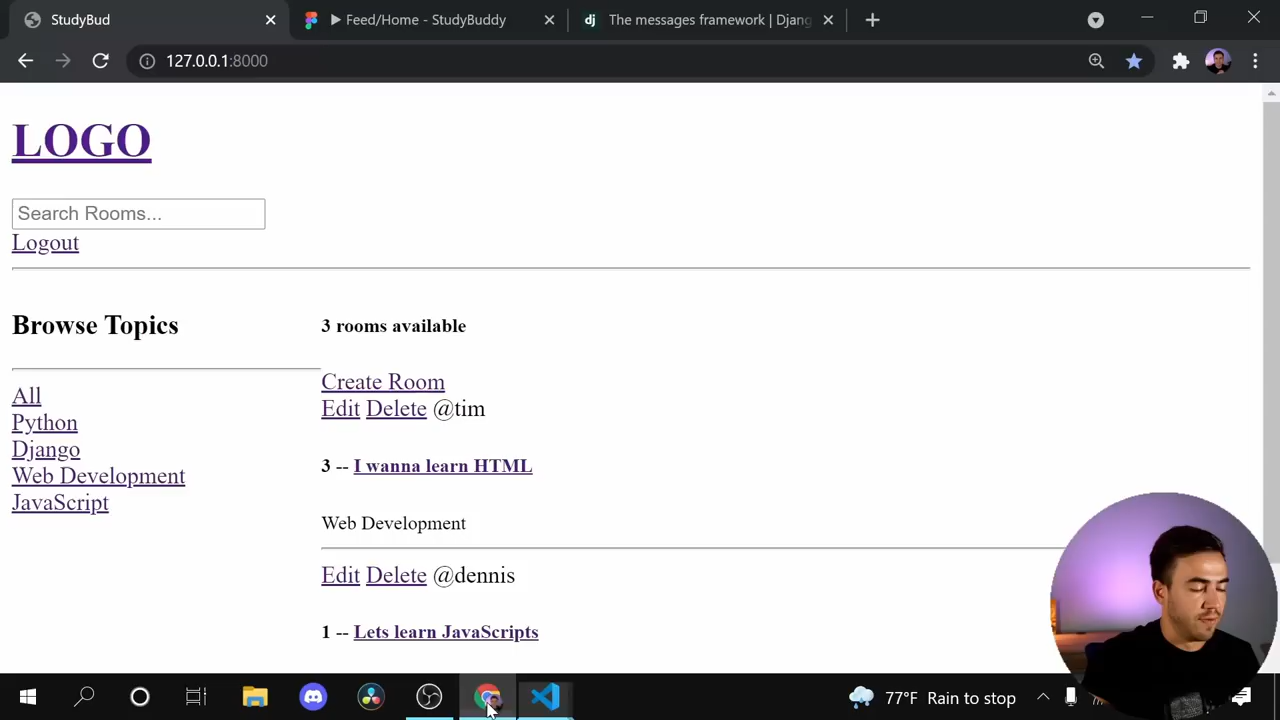 StudyBud
Feed/Home - StudyBuddy
The messages framework | Djang
127.0.0.1:8000
LOGO
Search Rooms...
Logout
Browse Topics
3 rooms available
Create Room
All
Edit Delete @tim
Python
Django
3 -- I wanna learn HTML
Web Development
JavaScript
Web Development
Edit Delete @dennis
1 -- Lets learn JavaScripts
77°F Rain to stop